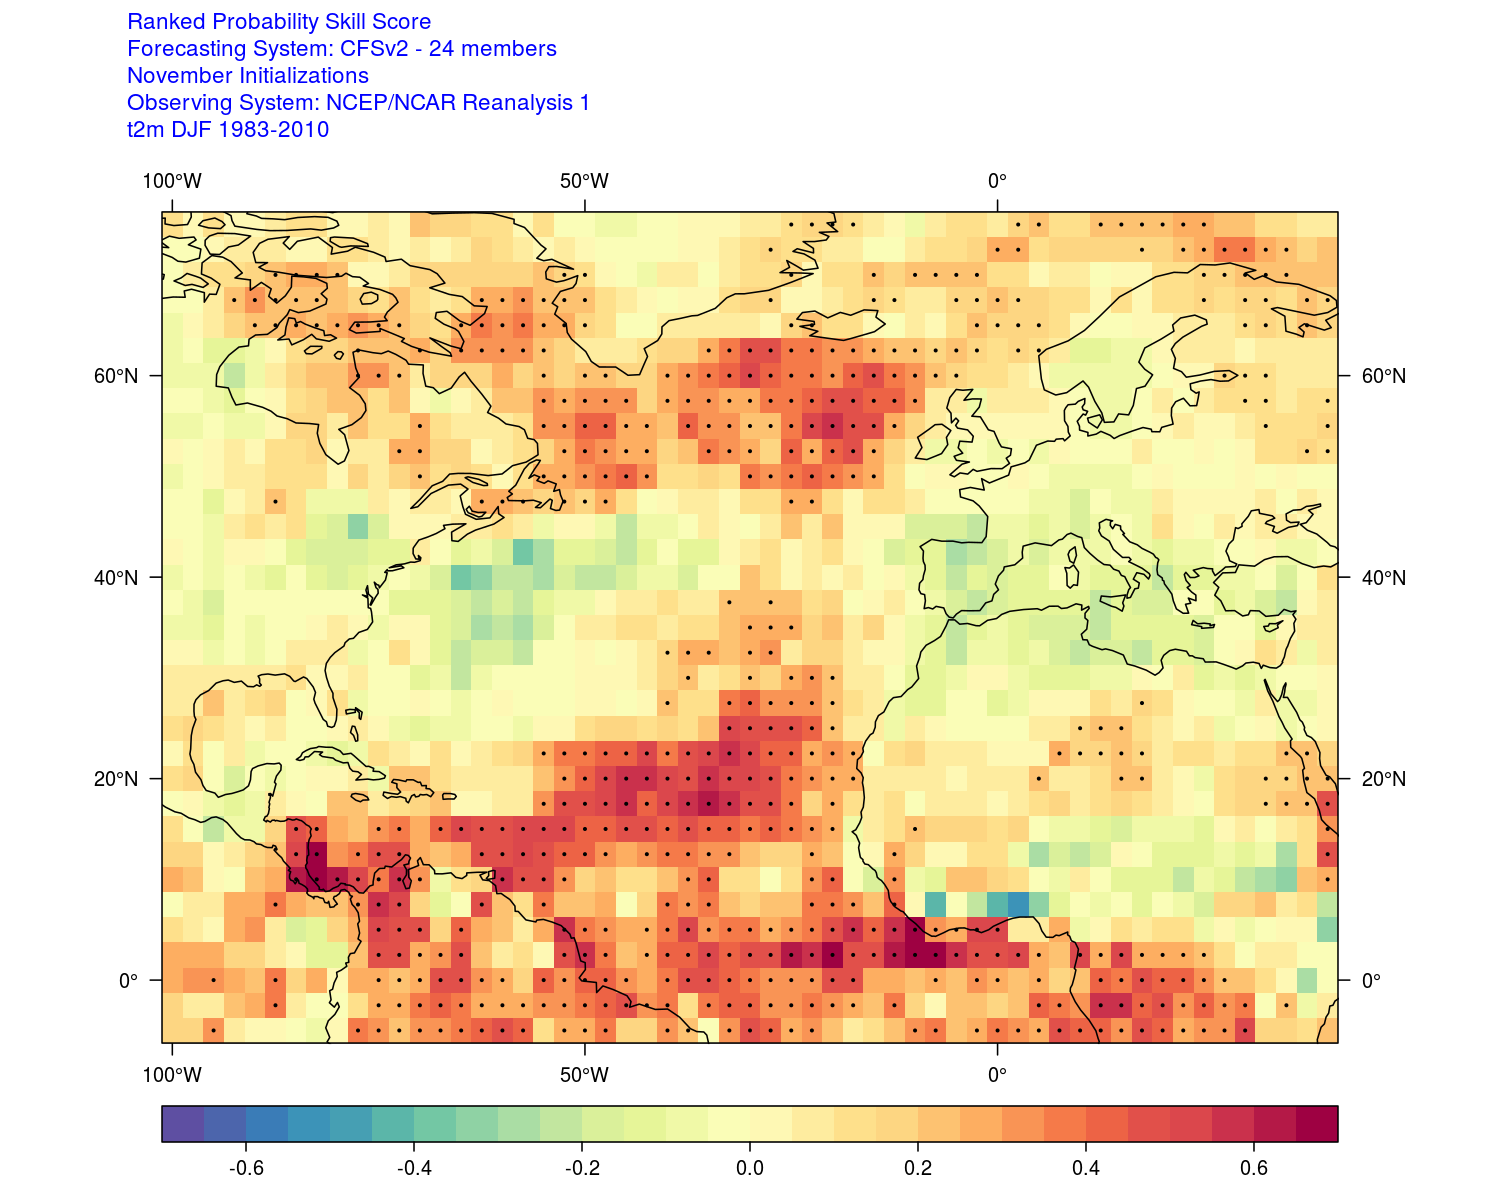 Ranked Probability Skill Score
Forecasting System: CFSv2 - 24 members
November Initializations
Observing System: NCEP/NCAR Reanalysis 1
t2m DJF 1983-2010
100°W 50°W 0°
60°N 60°N
40°N 40°N
20°N 20°N
0° 0°
100°W 50°W 0°
-0.6 -0.4 -0.2 0.0 0.2 0.4 0.6